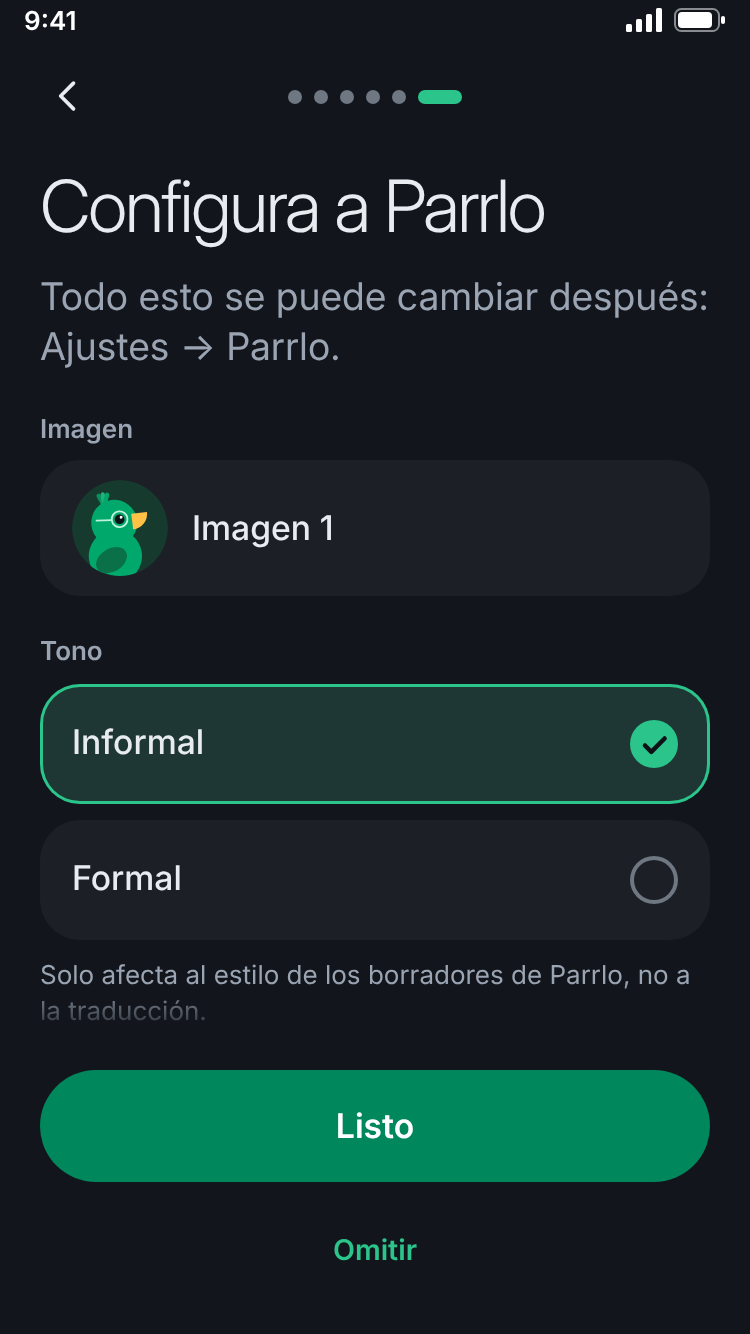 9:41
Configura a Parrlo
Todo esto se puede cambiar después:
Ajustes → Parrlo.
Imagen
Imagen 1
Tono
Informal
Formal
Solo afecta al estilo de los borradores de Parrlo, no a
la traducción.
Listo
Omitir